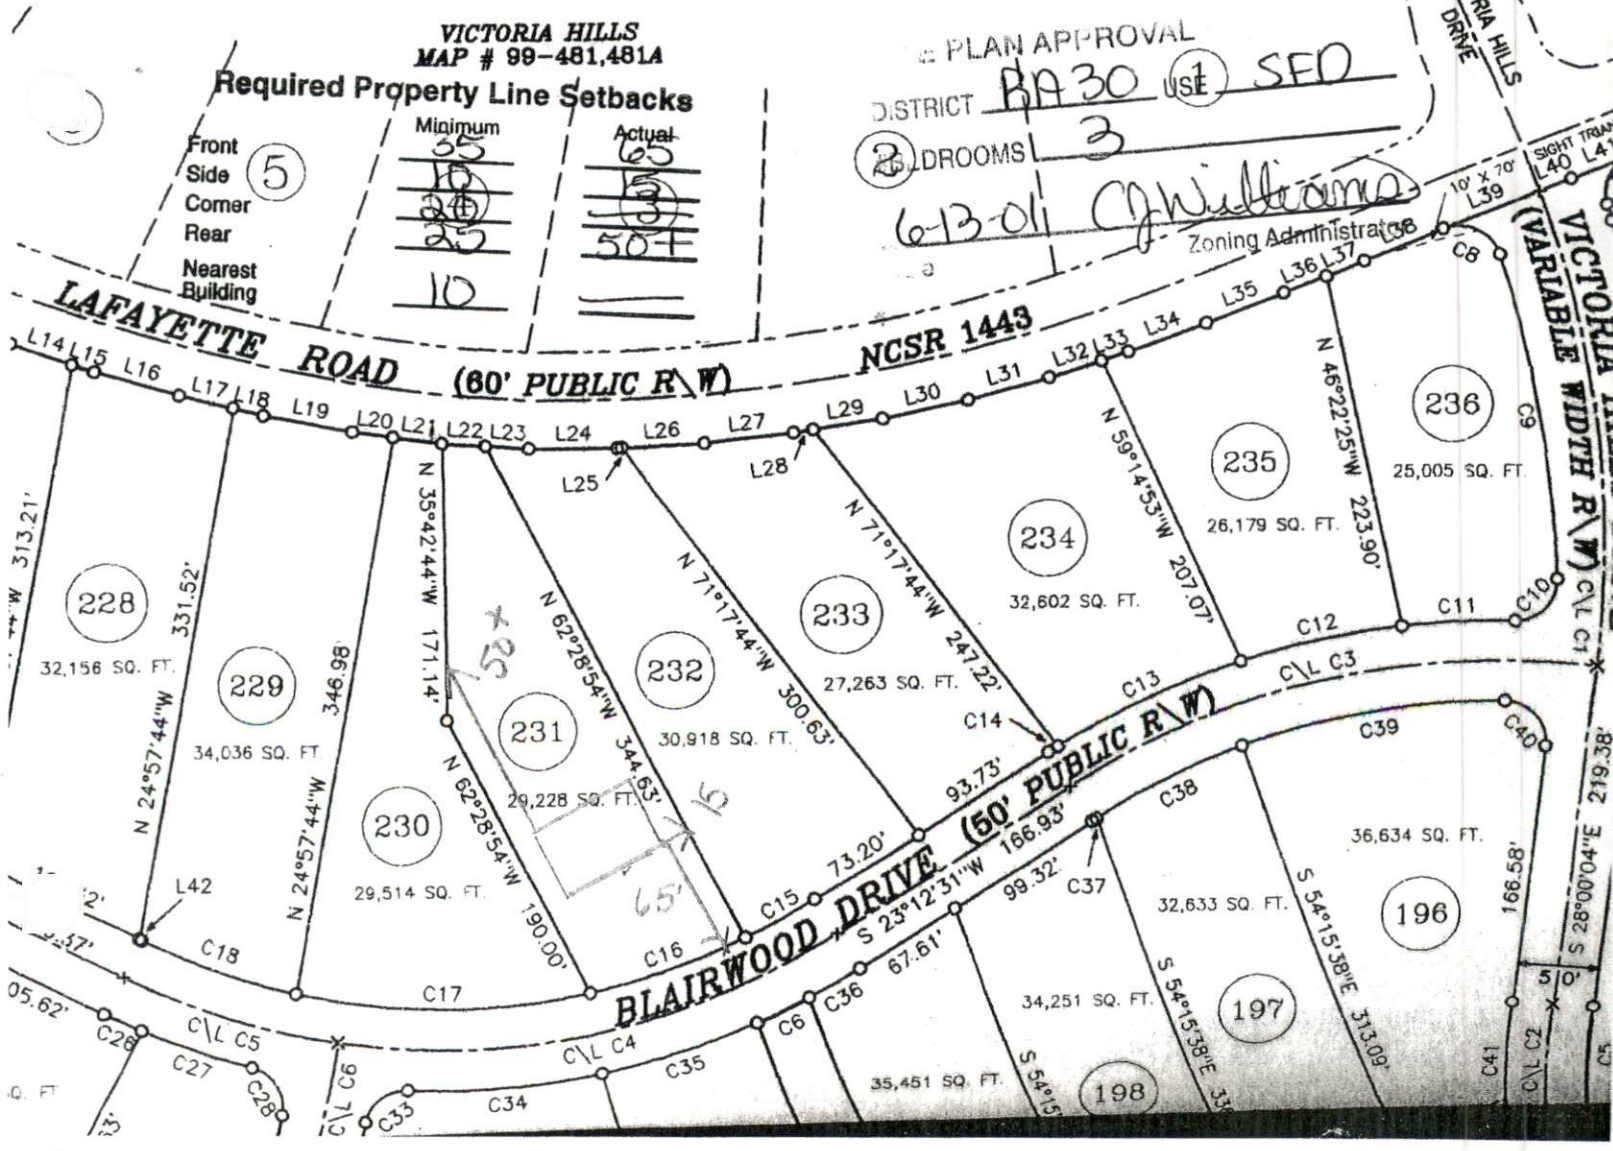 VICTORIA HILLS
MAP # 99-481,481A
Required Property Line Setbacks
Minimum Actual
Front 35 65
Side 10 15
Corner 20
Rear 25 50+
Nearest
Building 10
5
4
3
PLAN APPROVAL
DISTRICT RA30 USE SFD
1
2
DROOMS 3
6-13-01 CJ Williams
Zoning Administrator
LAFAYETTE ROAD (60' PUBLIC R\W) NCSR 1443
RIA HILLS
DRIVE
SIGHT TRIAN
10' X 70'
VICTORIA
(VARIABLE WIDTH R\W)
L14 L15 L16 L17 L18 L19 L20 L21 L22 L23 L24 L25 L26 L27 L28 L29 L30 L31 L32 L33 L34 L35 L36 L37 L38 L39 L40 L41
C8
C9
C10
C11
C12
C13
C14
C\L C1
C\L C3
W 313.21'
228
32,156 SQ. FT.
N 24°57'44"W 331.52'
229
34,036 SQ. FT.
N 24°57'44"W 346.98'
230
29,514 SQ. FT.
N 35°42'44"W 171.14'
N 62°28'54"W 190.00'
231
29,228 SQ. FT.
50 x
15
65'
N 62°28'54"W 344.63'
232
30,918 SQ. FT.
N 71°17'44"W 300.63'
233
27,263 SQ. FT.
N 71°17'44"W 247.22'
234
32,602 SQ. FT.
N 59°14'53"W 207.07'
235
26,179 SQ. FT.
N 46°22'25"W 223.90'
236
25,005 SQ. FT.
L42
C18
C17
C16
C15
73.20'
93.73'
BLAIRWOOD DRIVE (50' PUBLIC R\W)
S 23°12'31"W 166.93'
67.61'
99.32'
C37
C38
C39
C40
05.62'
C26
C27
C28
C\L C5
C\L C6
C\L C4
C33
C34
C35
C6
C36
35,451 SQ. FT.
S 54°15'
198
34,251 SQ. FT.
S 54°15'38"E
197
32,633 SQ. FT.
S 54°15'38"E 313.09'
196
36,634 SQ. FT.
166.58'
S 28°00'04"E 219.38'
50'
C41
C\L C2
C5